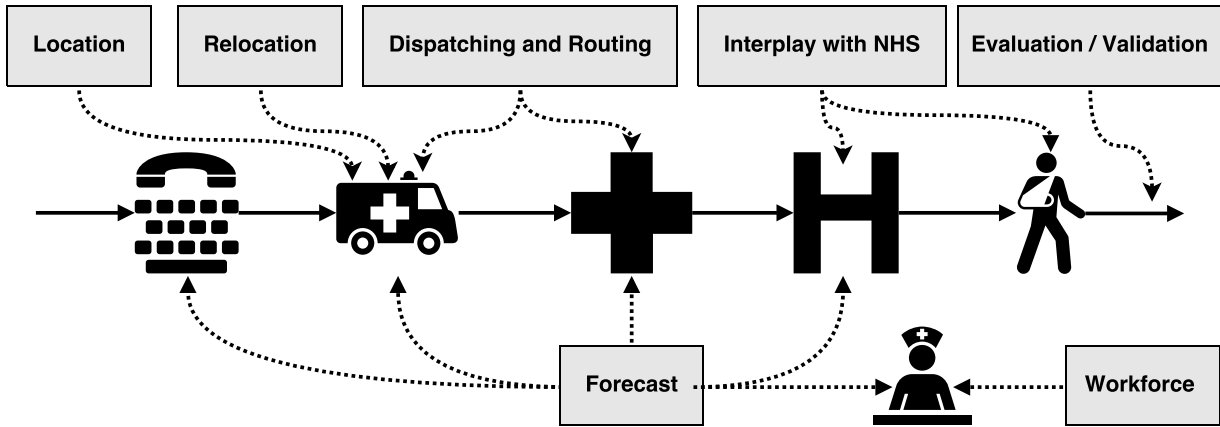 Location
Relocation
Dispatching and Routing
Interplay with NHS
Evaluation / Validation
Forecast
Workforce